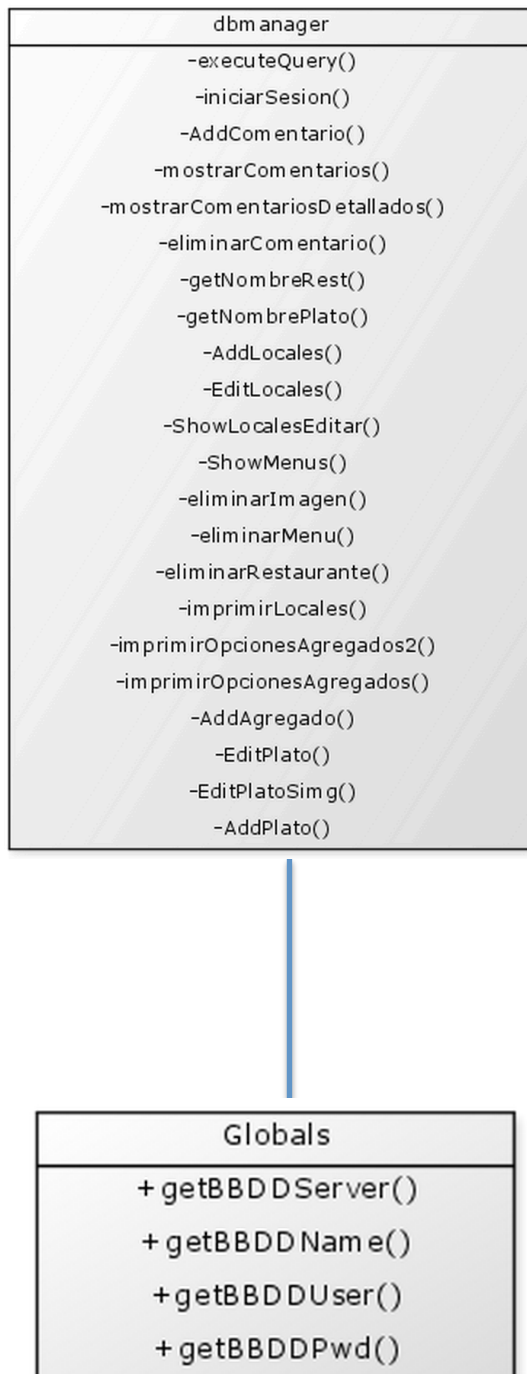 dbmanager
-executeQuery()
-iniciarSesion()
-AddComentario()
-mostrarComentarios()
-mostrarComentariosDetallados()
-eliminarComentario()
-getNombreRest()
-getNombrePlato()
-AddLocales()
-EditLocales()
-ShowLocalesEditar()
-ShowMenus()
-eliminarImagen()
-eliminarMenu()
-eliminarRestaurante()
-imprimirLocales()
-imprimirOpcionesAgregados2()
-imprimirOpcionesAgregados()
-AddAgregado()
-EditPlato()
-EditPlatoSimg()
-AddPlato()
Globals
+getBBDDServer()
+getBBDDName()
+getBBDDUser()
+getBBDDPwd()